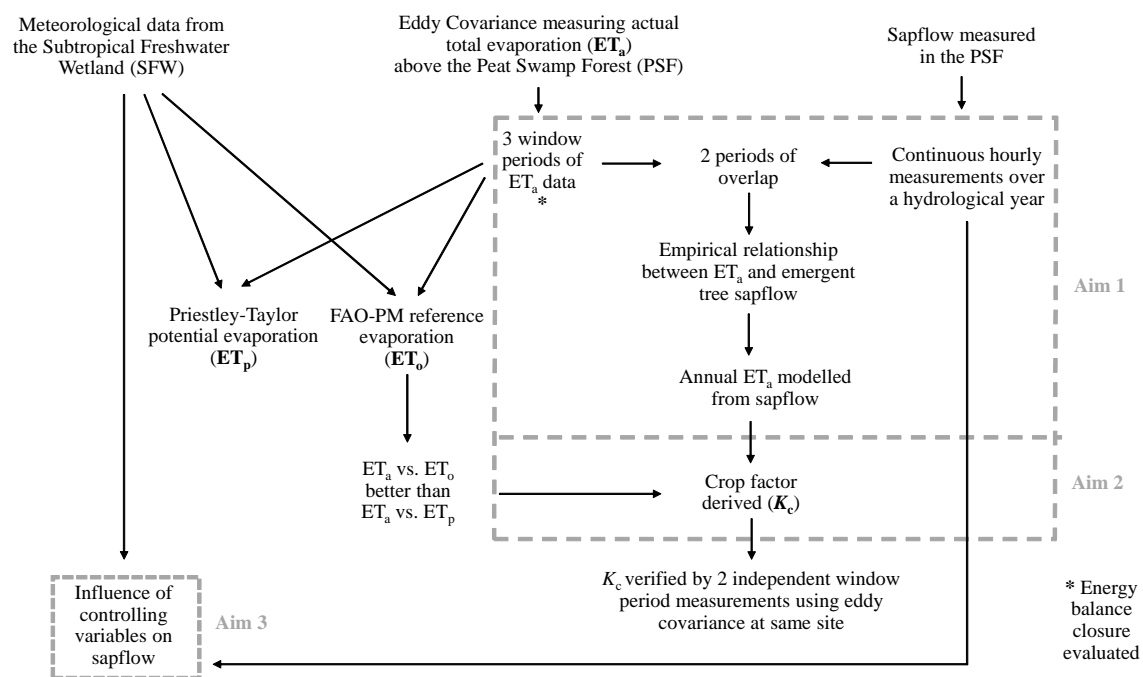 Meteorological data from
the Subtropical Freshwater
Wetland (SFW)
Eddy Covariance measuring actual
total evaporation (ETa)
above the Peat Swamp Forest (PSF)
Sapflow measured
in the PSF
3 window
periods of
ETa data
*
2 periods of
overlap
Continuous hourly
measurements over
a hydrological year
Empirical relationship
between ETa and emergent
tree sapflow
Aim 1
Priestley-Taylor
potential evaporation
(ETp)
FAO-PM reference
evaporation
(ETo)
Annual ETa modelled
from sapflow
ETa vs. ETo
better than
ETa vs. ETp
Crop factor
derived (Kc)
Aim 2
Influence of
controlling
variables on
sapflow
Aim 3
Kc verified by 2 independent window
period measurements using eddy
covariance at same site
* Energy
balance
closure
evaluated